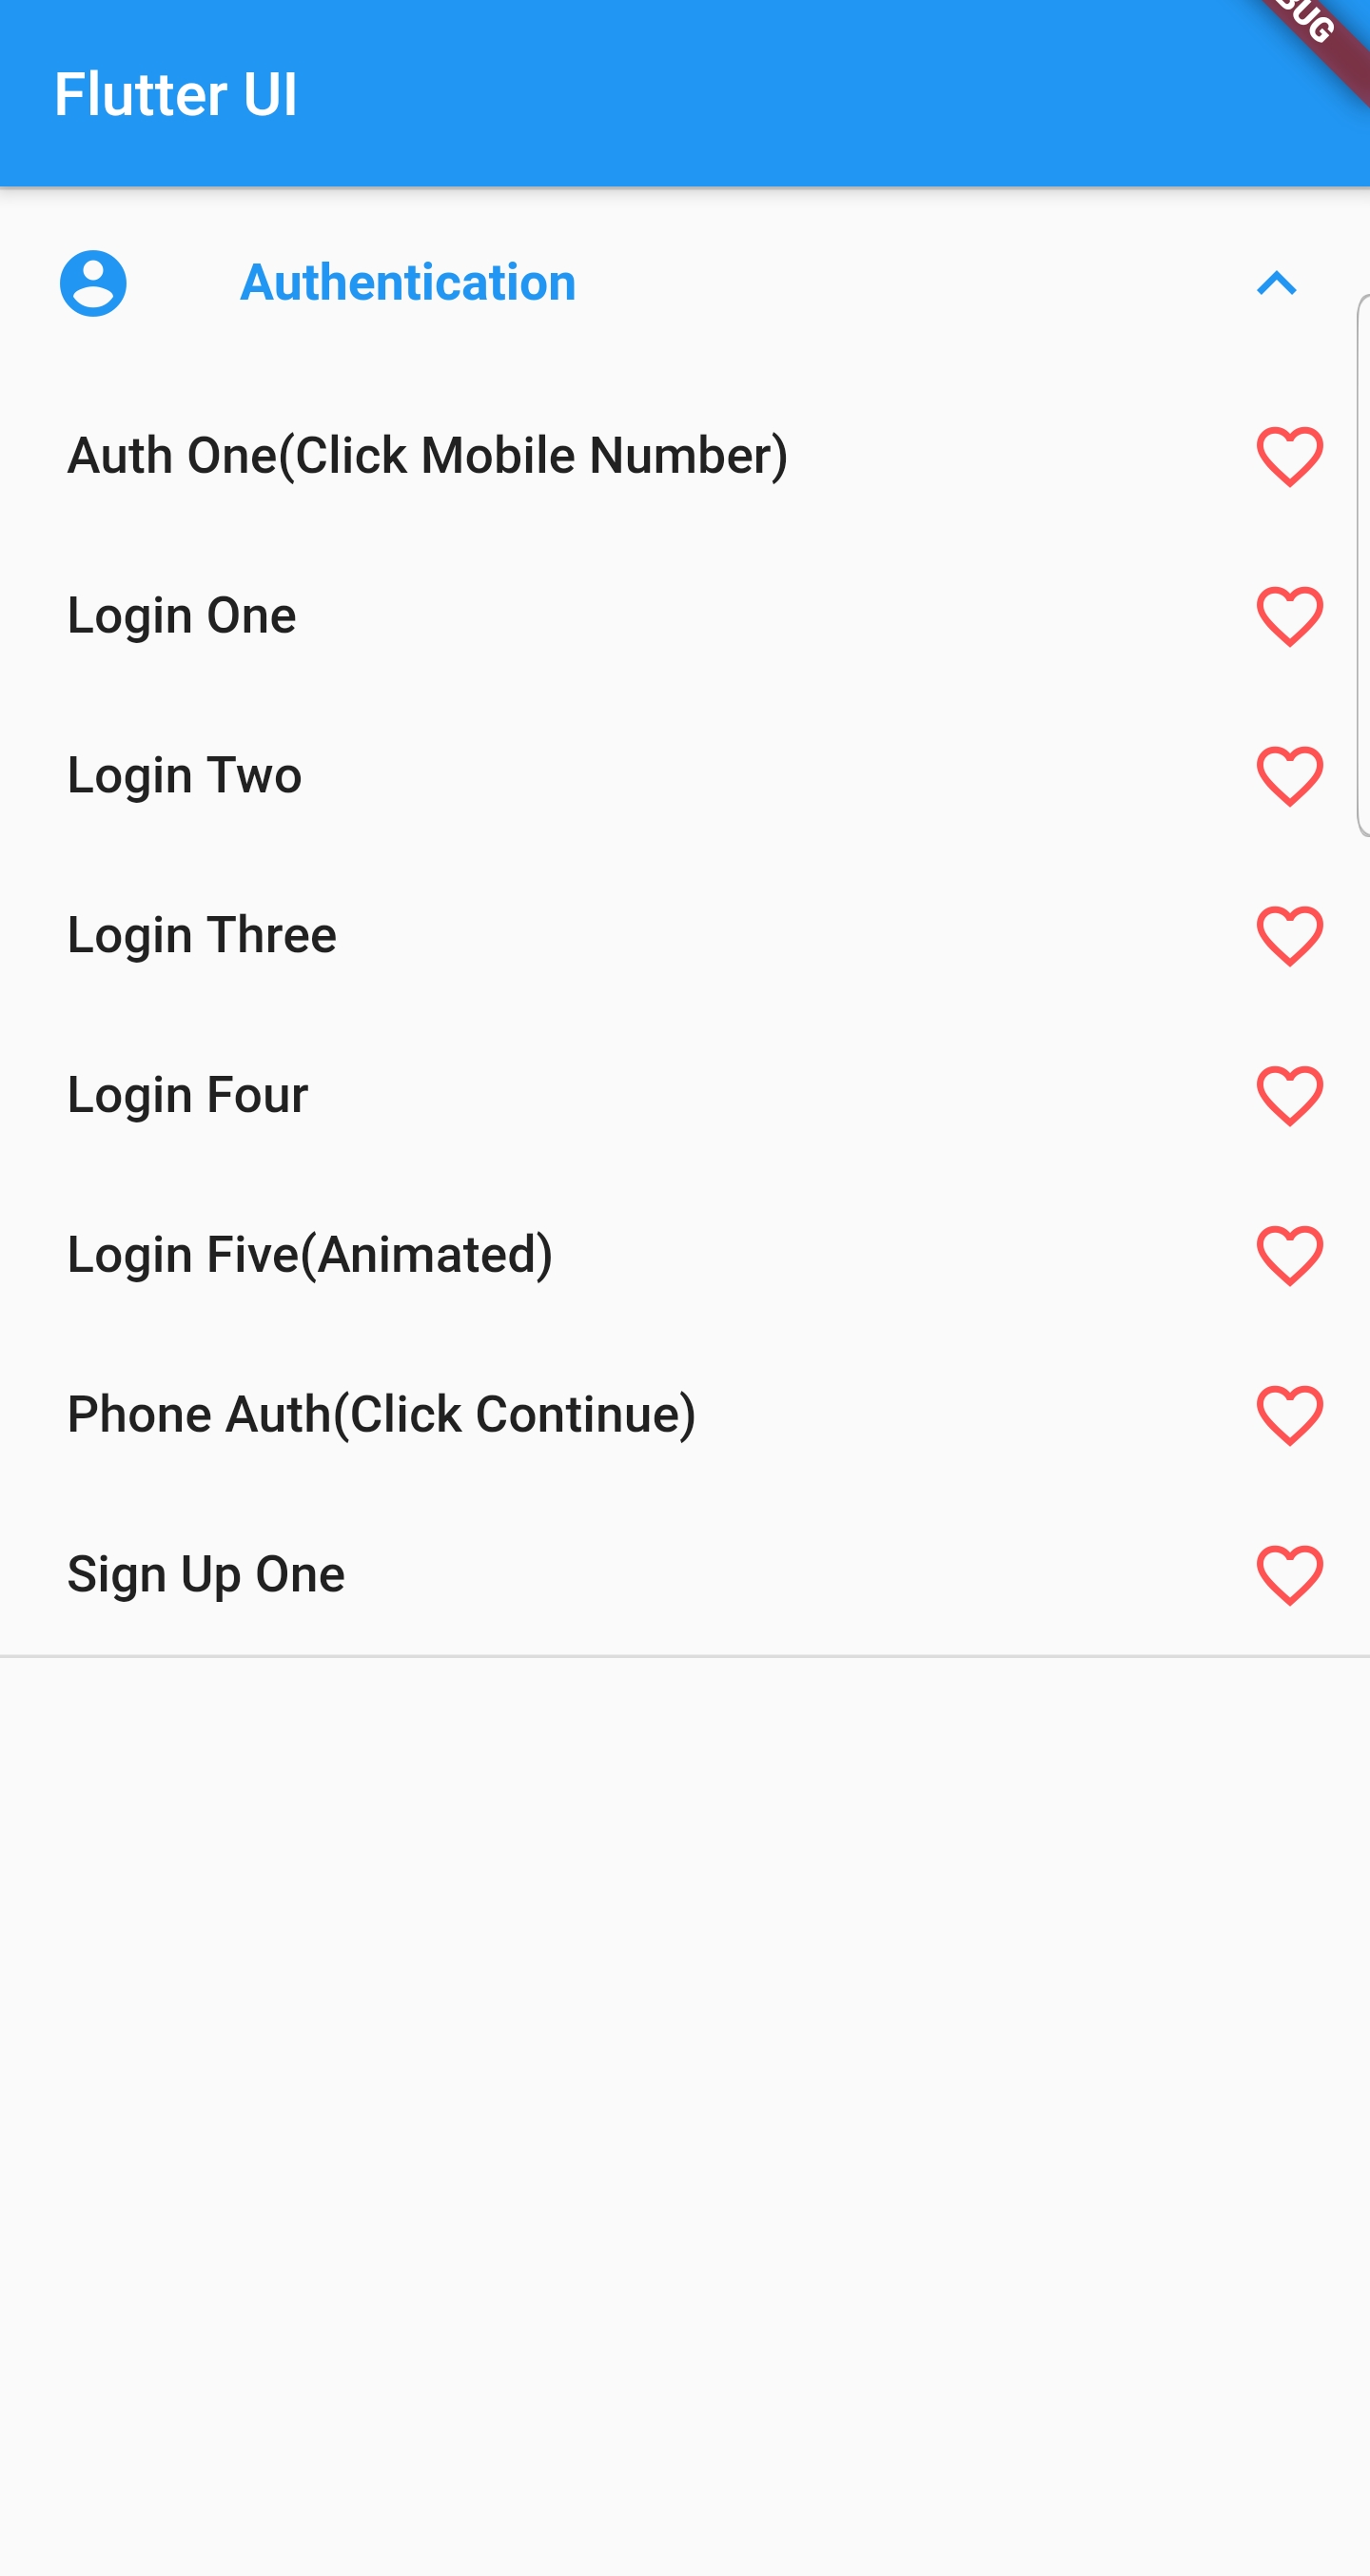 Flutter UI
BUG
Authentication
Auth One(Click Mobile Number)
Login One
Login Two
Login Three
Login Four
Login Five(Animated)
Phone Auth(Click Continue)
Sign Up One